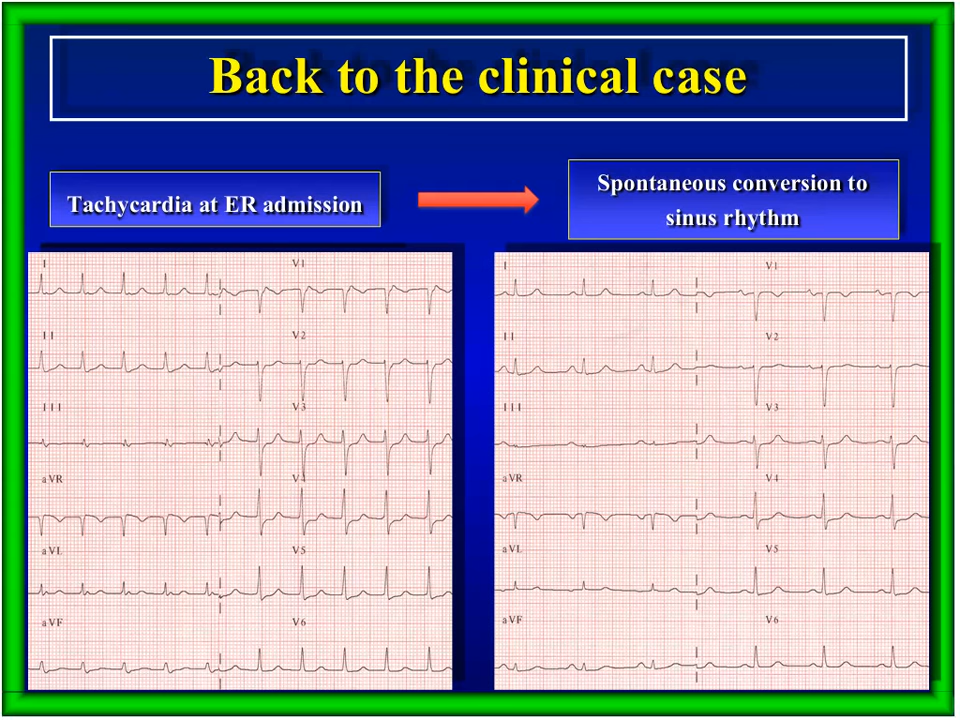 Back to the clinical case
Tachycardia at ER admission
Spontaneous conversion to
sinus rhythm
I
V1
II
V2
III
V3
aVR
V4
aVL
V5
aVF
V6
I
V1
II
V2
III
V3
aVR
V4
aVL
V5
aVF
V6